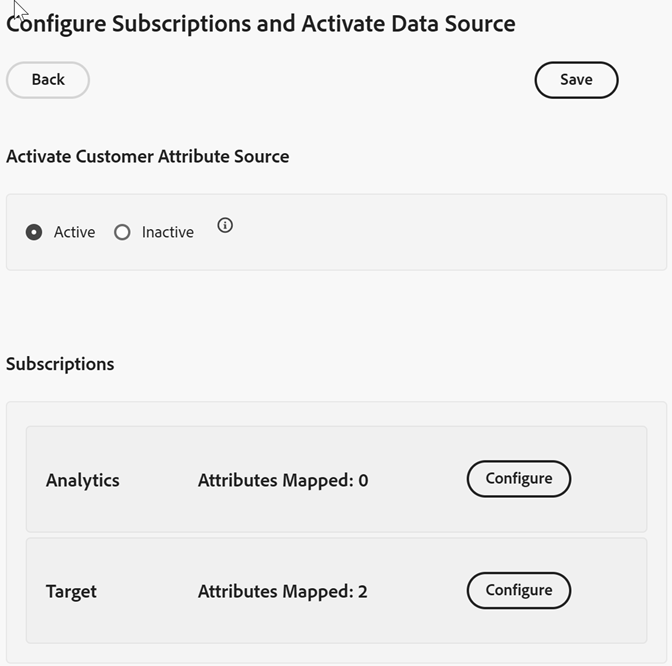 Configure Subscriptions and Activate Data Source
Back
Save
Activate Customer Attribute Source
Active
Inactive
Subscriptions
Analytics
Attributes Mapped: 0
Configure
Target
Attributes Mapped: 2
Configure